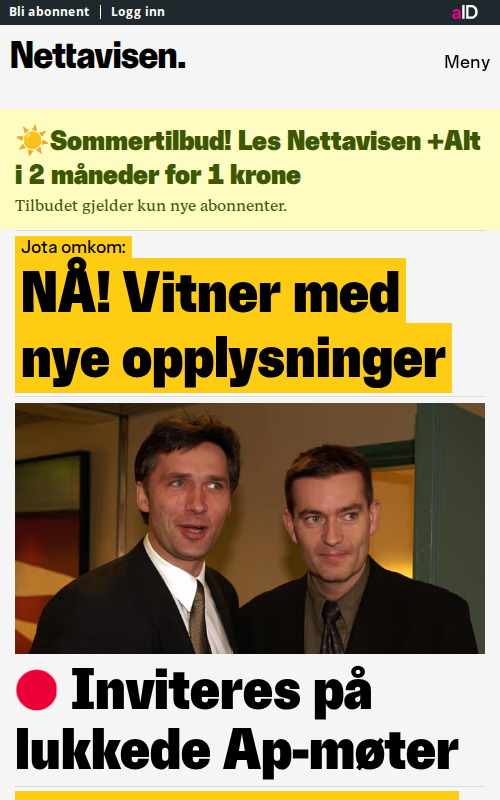 Bli abonnent | Logg inn
aID
Nettavisen.
Meny
☀️Sommertilbud! Les Nettavisen +Alt
i 2 måneder for 1 krone
Tilbudet gjelder kun nye abonnenter.
Jota omkom:
NÅ! Vitner med
nye opplysninger
Inviteres på
lukkede Ap-møter